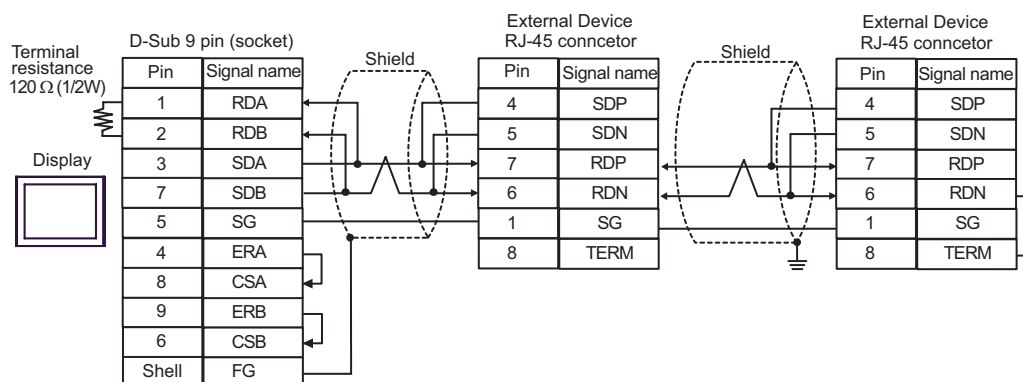 Terminal
resistance
120 Ω (1/2W)
Display
D-Sub 9 pin (socket)
Pin Signal name
1 RDA
2 RDB
3 SDA
7 SDB
5 SG
4 ERA
8 CSA
9 ERB
6 CSB
Shell FG
Shield
External Device
RJ-45 conncetor
Pin Signal name
4 SDP
5 SDN
7 RDP
6 RDN
1 SG
8 TERM
Shield
External Device
RJ-45 conncetor
Pin Signal name
4 SDP
5 SDN
7 RDP
6 RDN
1 SG
8 TERM